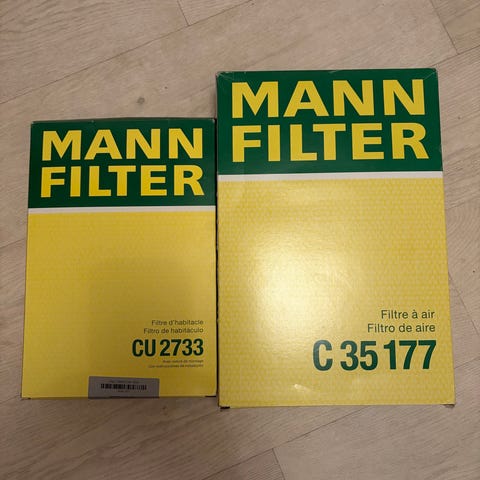 MANN
FILTER
Filtre d'habitacle
Filtro de habitáculo
CU 2733
MANN
FILTER
Filtre à air
Filtro de aire
C 35 177